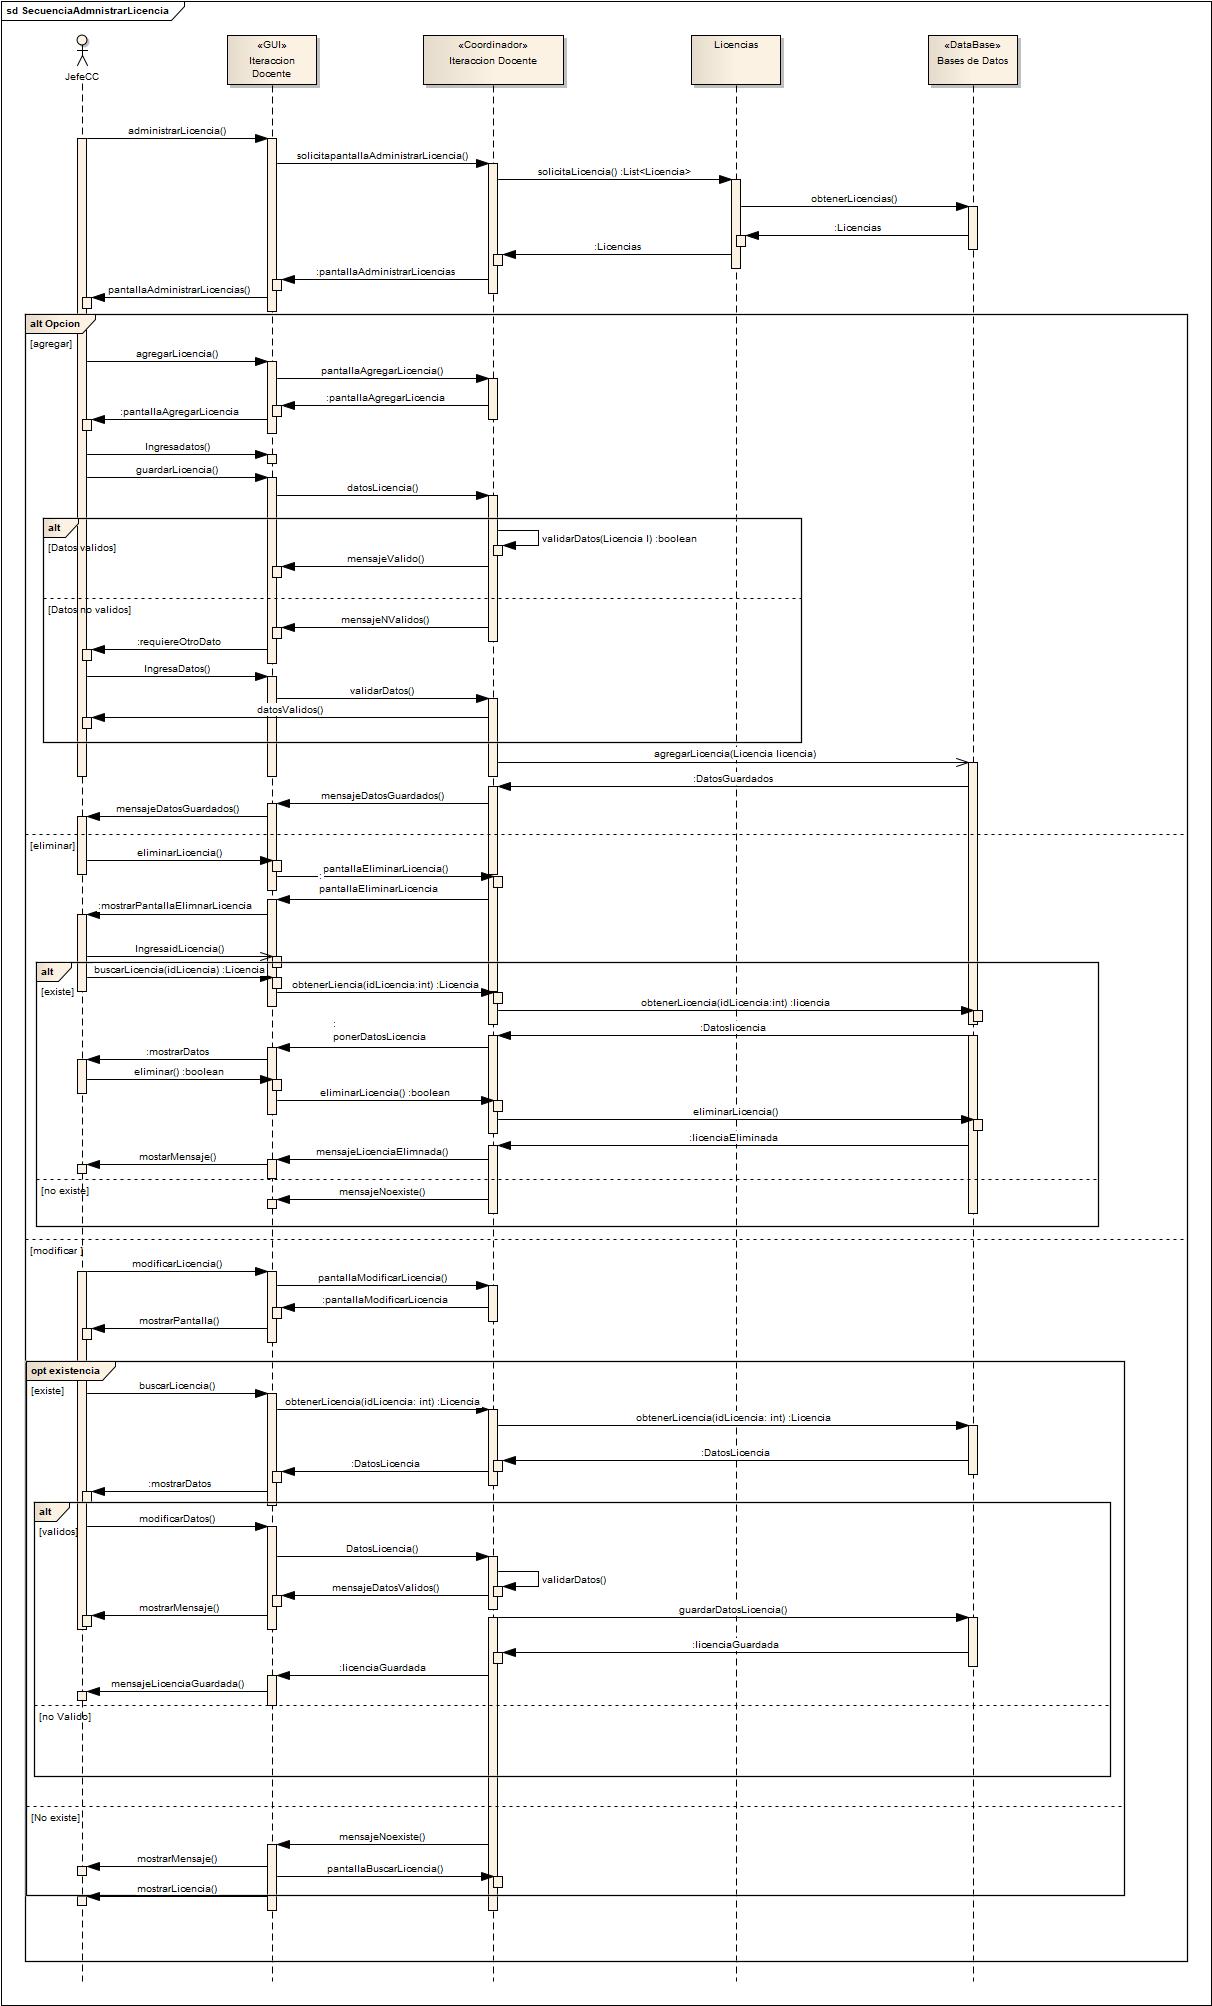 sd SecuenciaAdmnistrarLicencia
JefeCC
«GUI»
Iteraccion
Docente
«Coordinador»
Iteraccion Docente
Licencias
«DataBase»
Bases de Datos
administrarLicencia()
solicitapantallaAdministrarLicencia()
solicitaLicencia() :List<Licencia>
obtenerLicencias()
:Licencias
:Licencias
:pantallaAdministrarLicencias
pantallaAdministrarLicencias()
alt Opcion
[agregar]
agregarLicencia()
pantallaAgregarLicencia()
:pantallaAgregarLicencia
:pantallaAgregarLicencia
Ingresadatos()
guardarLicencia()
datosLicencia()
alt
validarDatos(Licencia l) :boolean
[Datos validos]
mensajeValido()
[Datos no validos]
mensajeNValidos()
:requiereOtroDato
IngresaDatos()
validarDatos()
datosValidos()
agregarLicencia(Licencia licencia)
:DatosGuardados
mensajeDatosGuardados()
mensajeDatosGuardados()
[eliminar]
eliminarLicencia()
pantallaEliminarLicencia()
:
pantallaEliminarLicencia
:mostrarPantallaElimnarLicencia
IngresaidLicencia()
alt
buscarLicencia(idLicencia) :Licencia
obtenerLiencia(idLicencia:int) :Licencia
[existe]
obtenerLicencia(idLicencia:int) :licencia
:
ponerDatosLicencia
:Datoslicencia
:mostrarDatos
eliminar() :boolean
eliminarLicencia() :boolean
eliminarLicencia()
:licenciaEliminada
mensajeLicenciaElimnada()
mostarMensaje()
[no existe]
mensajeNoexiste()
[modificar ]
modificarLicencia()
pantallaModificarLicencia()
:pantallaModificarLicencia
mostrarPantalla()
opt existencia
[existe]
buscarLicencia()
obtenerLicencia(idLicencia: int) :Licencia
obtenerLicencia(idLicencia: int) :Licencia
:DatosLicencia
:DatosLicencia
:mostrarDatos
alt
modificarDatos()
[validos]
DatosLicencia()
validarDatos()
mensajeDatosValidos()
mostrarMensaje()
guardarDatosLicencia()
:licenciaGuardada
:licenciaGuardada
mensajeLicenciaGuardada()
[no Valido]
[No existe]
mensajeNoexiste()
mostrarMensaje()
pantallaBuscarLicencia()
mostrarLicencia()